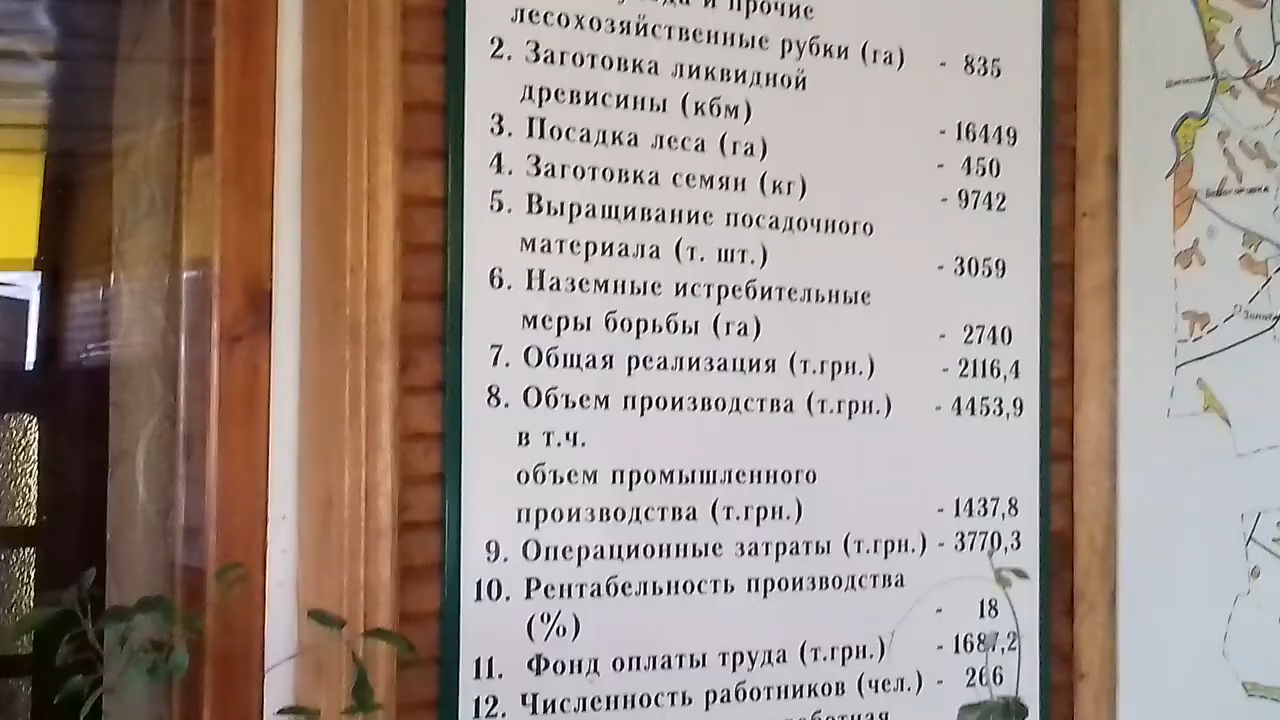 и прочие
лесохозяйственные рубки (га) - 835
2. Заготовка ликвидной
древисины (кбм) - 16449
3. Посадка леса (га) - 450
4. Заготовка семян (кг) - 9742
5. Выращивание посадочного
материала (т. шт.) - 3059
6. Наземные истребительные
меры борьбы (га) - 2740
7. Общая реализация (т.грн.) - 2116,4
8. Объем производства (т.грн.) - 4453,9
в т.ч.
объем промышленного
производства (т.грн.) - 1437,8
9. Операционные затраты (т.грн.) - 3770,3
10. Рентабельность производства
(%) - 18
11. Фонд оплаты труда (т.грн.) - 1687,2
12. Численность работников (чел.) - 266